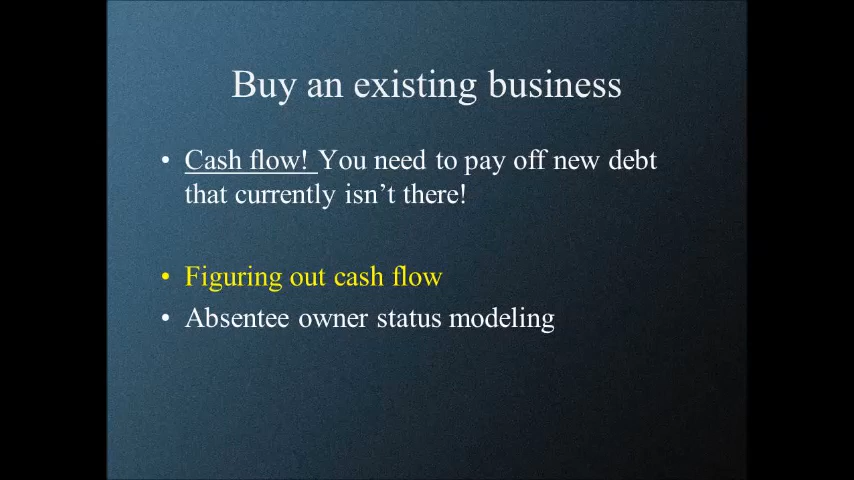 Buy an existing business
• Cash flow! You need to pay off new debt
that currently isn’t there!
• Figuring out cash flow
• Absentee owner status modeling